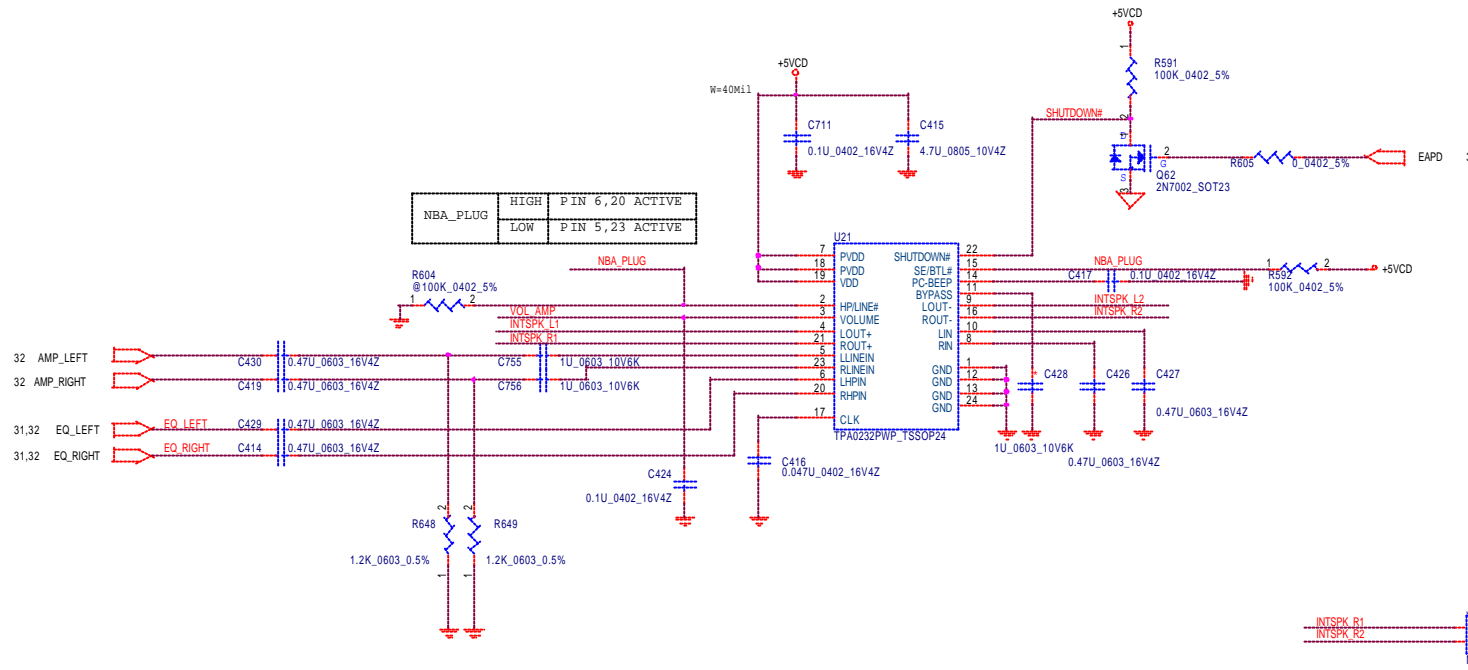 +5VCD
R591
100K_0402_5%
1
2
+5VCD
W=40Mil
C711
0.1U_0402_16V4Z
C415
4.7U_0805_10V4Z
SHUTDOWN#
D
1
2
G
S
3
Q62
2N7002_SOT23
R605
0_0402_5%
EAPD
3
NBA_PLUG
HIGH PIN 6,20 ACTIVE
LOW PIN 5,23 ACTIVE
U21
7 PVDD SHUTDOWN# 22
18 PVDD SE/BTL# 15
19 VDD PC-BEEP 14
BYPASS 11
2 HP/LINE# LOUT- 9
3 VOLUME ROUT- 16
4 LOUT+ LIN 10
21 ROUT+ RIN 8
5 LLINEIN
23 RLINEIN GND 1
6 LHPIN GND 12
20 RHPIN GND 13
GND 24
17 CLK
TPA0232PWP_TSSOP24
NBA_PLUG
R604
@100K_0402_5%
1 2
VOL_AMP
INTSPK_L1
INTSPK_R1
NBA_PLUG
C417 0.1U_0402_16V4Z
1 2
R592
100K_0402_5%
+5VCD
INTSPK_L2
INTSPK_R2
32 AMP_LEFT
C430 0.47U_0603_16V4Z
C755 1U_0603_10V6K
32 AMP_RIGHT
C419 0.47U_0603_16V4Z
C756 1U_0603_10V6K
31,32 EQ_LEFT
EQ_LEFT
C429 0.47U_0603_16V4Z
31,32 EQ_RIGHT
EQ_RIGHT
C414 0.47U_0603_16V4Z
C428
1U_0603_10V6K
C426
0.47U_0603_16V4Z
C427
0.47U_0603_16V4Z
C416
0.047U_0402_16V4Z
C424
0.1U_0402_16V4Z
2
R648
1.2K_0603_0.5%
1
2
R649
1.2K_0603_0.5%
1
INTSPK_R1
INTSPK_R2